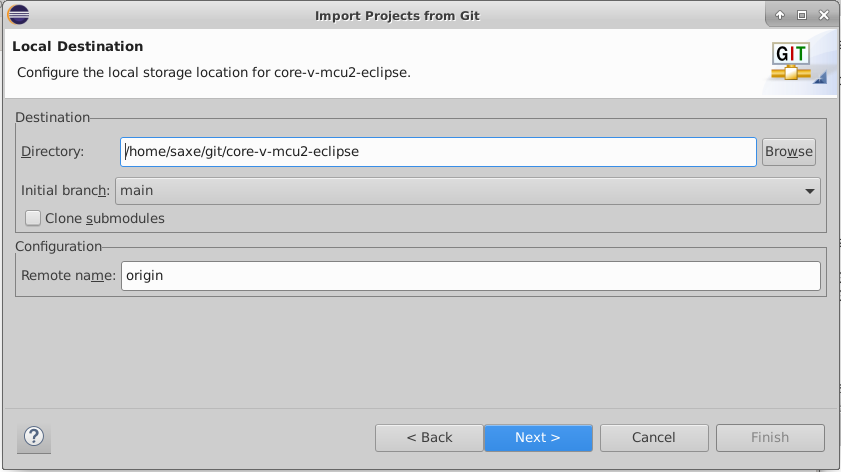 Import Projects from Git
Local Destination
Configure the local storage location for core-v-mcu2-eclipse.
GIT
Destination
Directory: /home/saxe/git/core-v-mcu2-eclipse Browse
Initial branch: main
Clone submodules
Configuration
Remote name: origin
? < Back Next > Cancel Finish